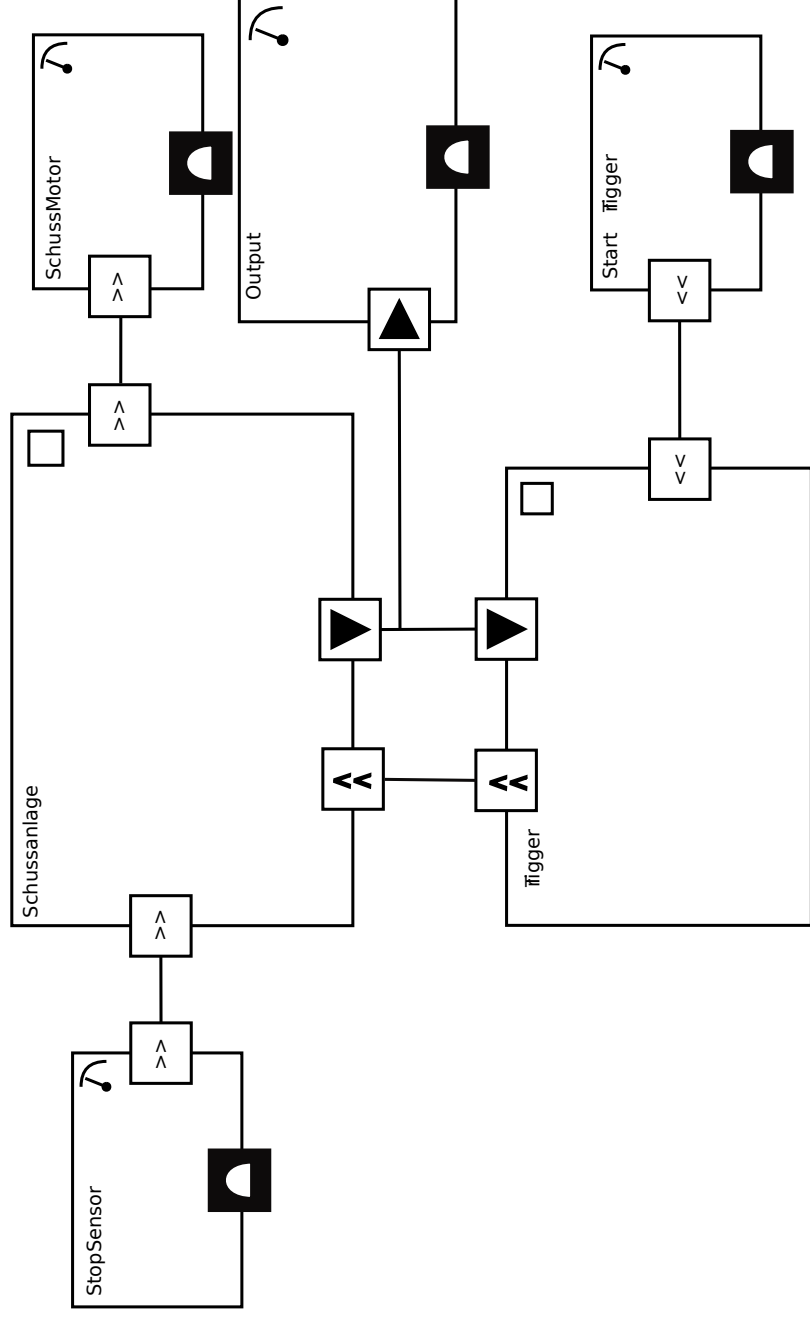 StopSensor
Schussanlage
SchussMotor
Output
Trigger
Start Trigger